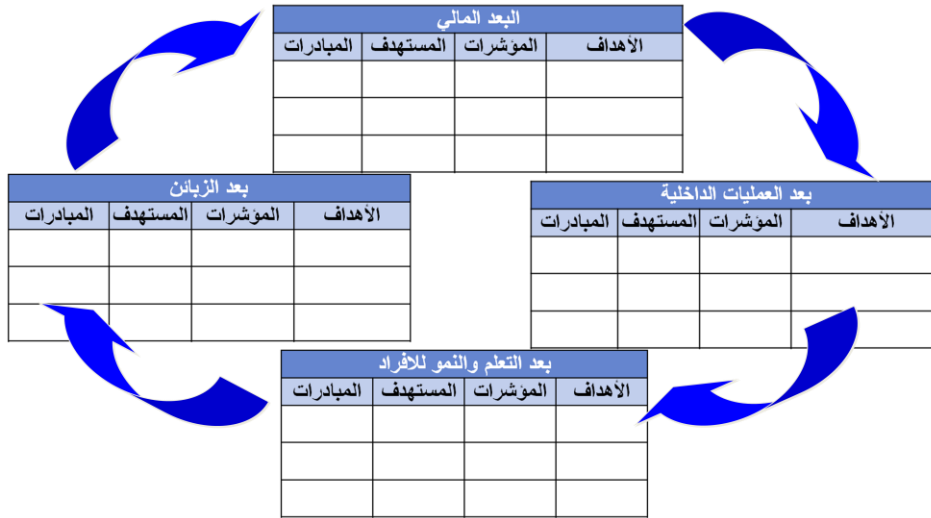 البعد المالي
الأهداف المؤشرات المستهدف المبادرات
بعد العمليات الداخلية
الأهداف المؤشرات المستهدف المبادرات
بعد الزبائن
الأهداف المؤشرات المستهدف المبادرات
بعد التعلم والنمو للافراد
الأهداف المؤشرات المستهدف المبادرات